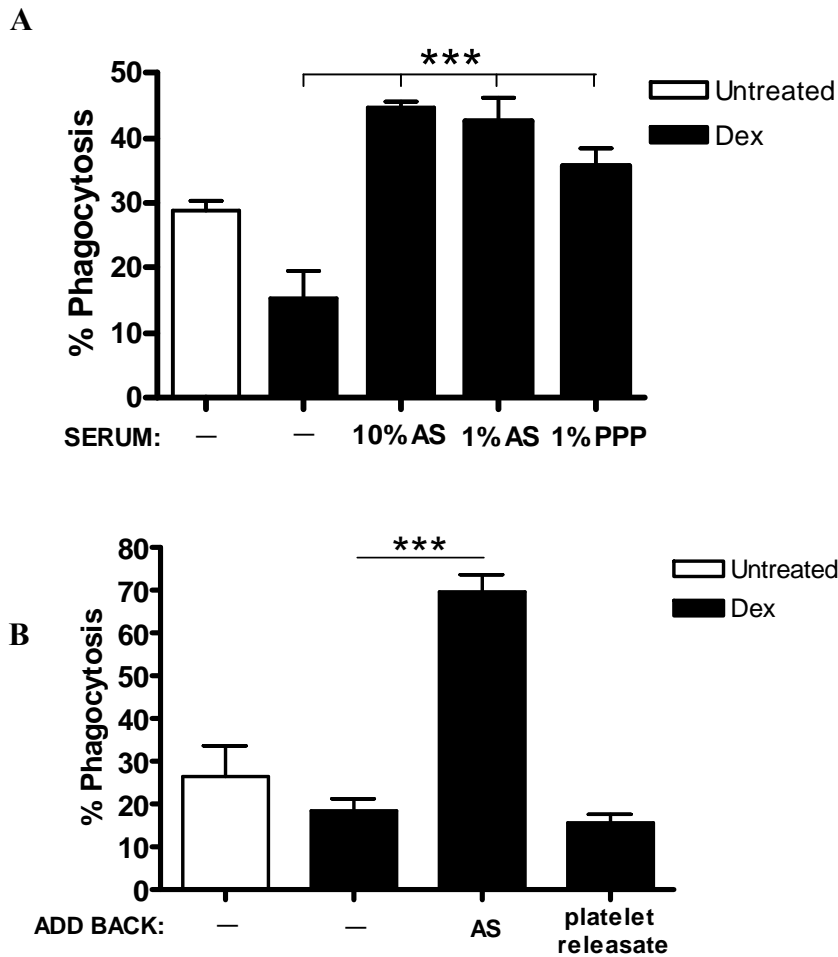 A
***
50
40
30
20
10
0
% Phagocytosis
Untreated
Dex
SERUM: — — 10% AS 1% AS 1% PPP
B
***
80
70
60
50
40
30
20
10
0
% Phagocytosis
Untreated
Dex
ADD BACK: — — AS platelet
releasate